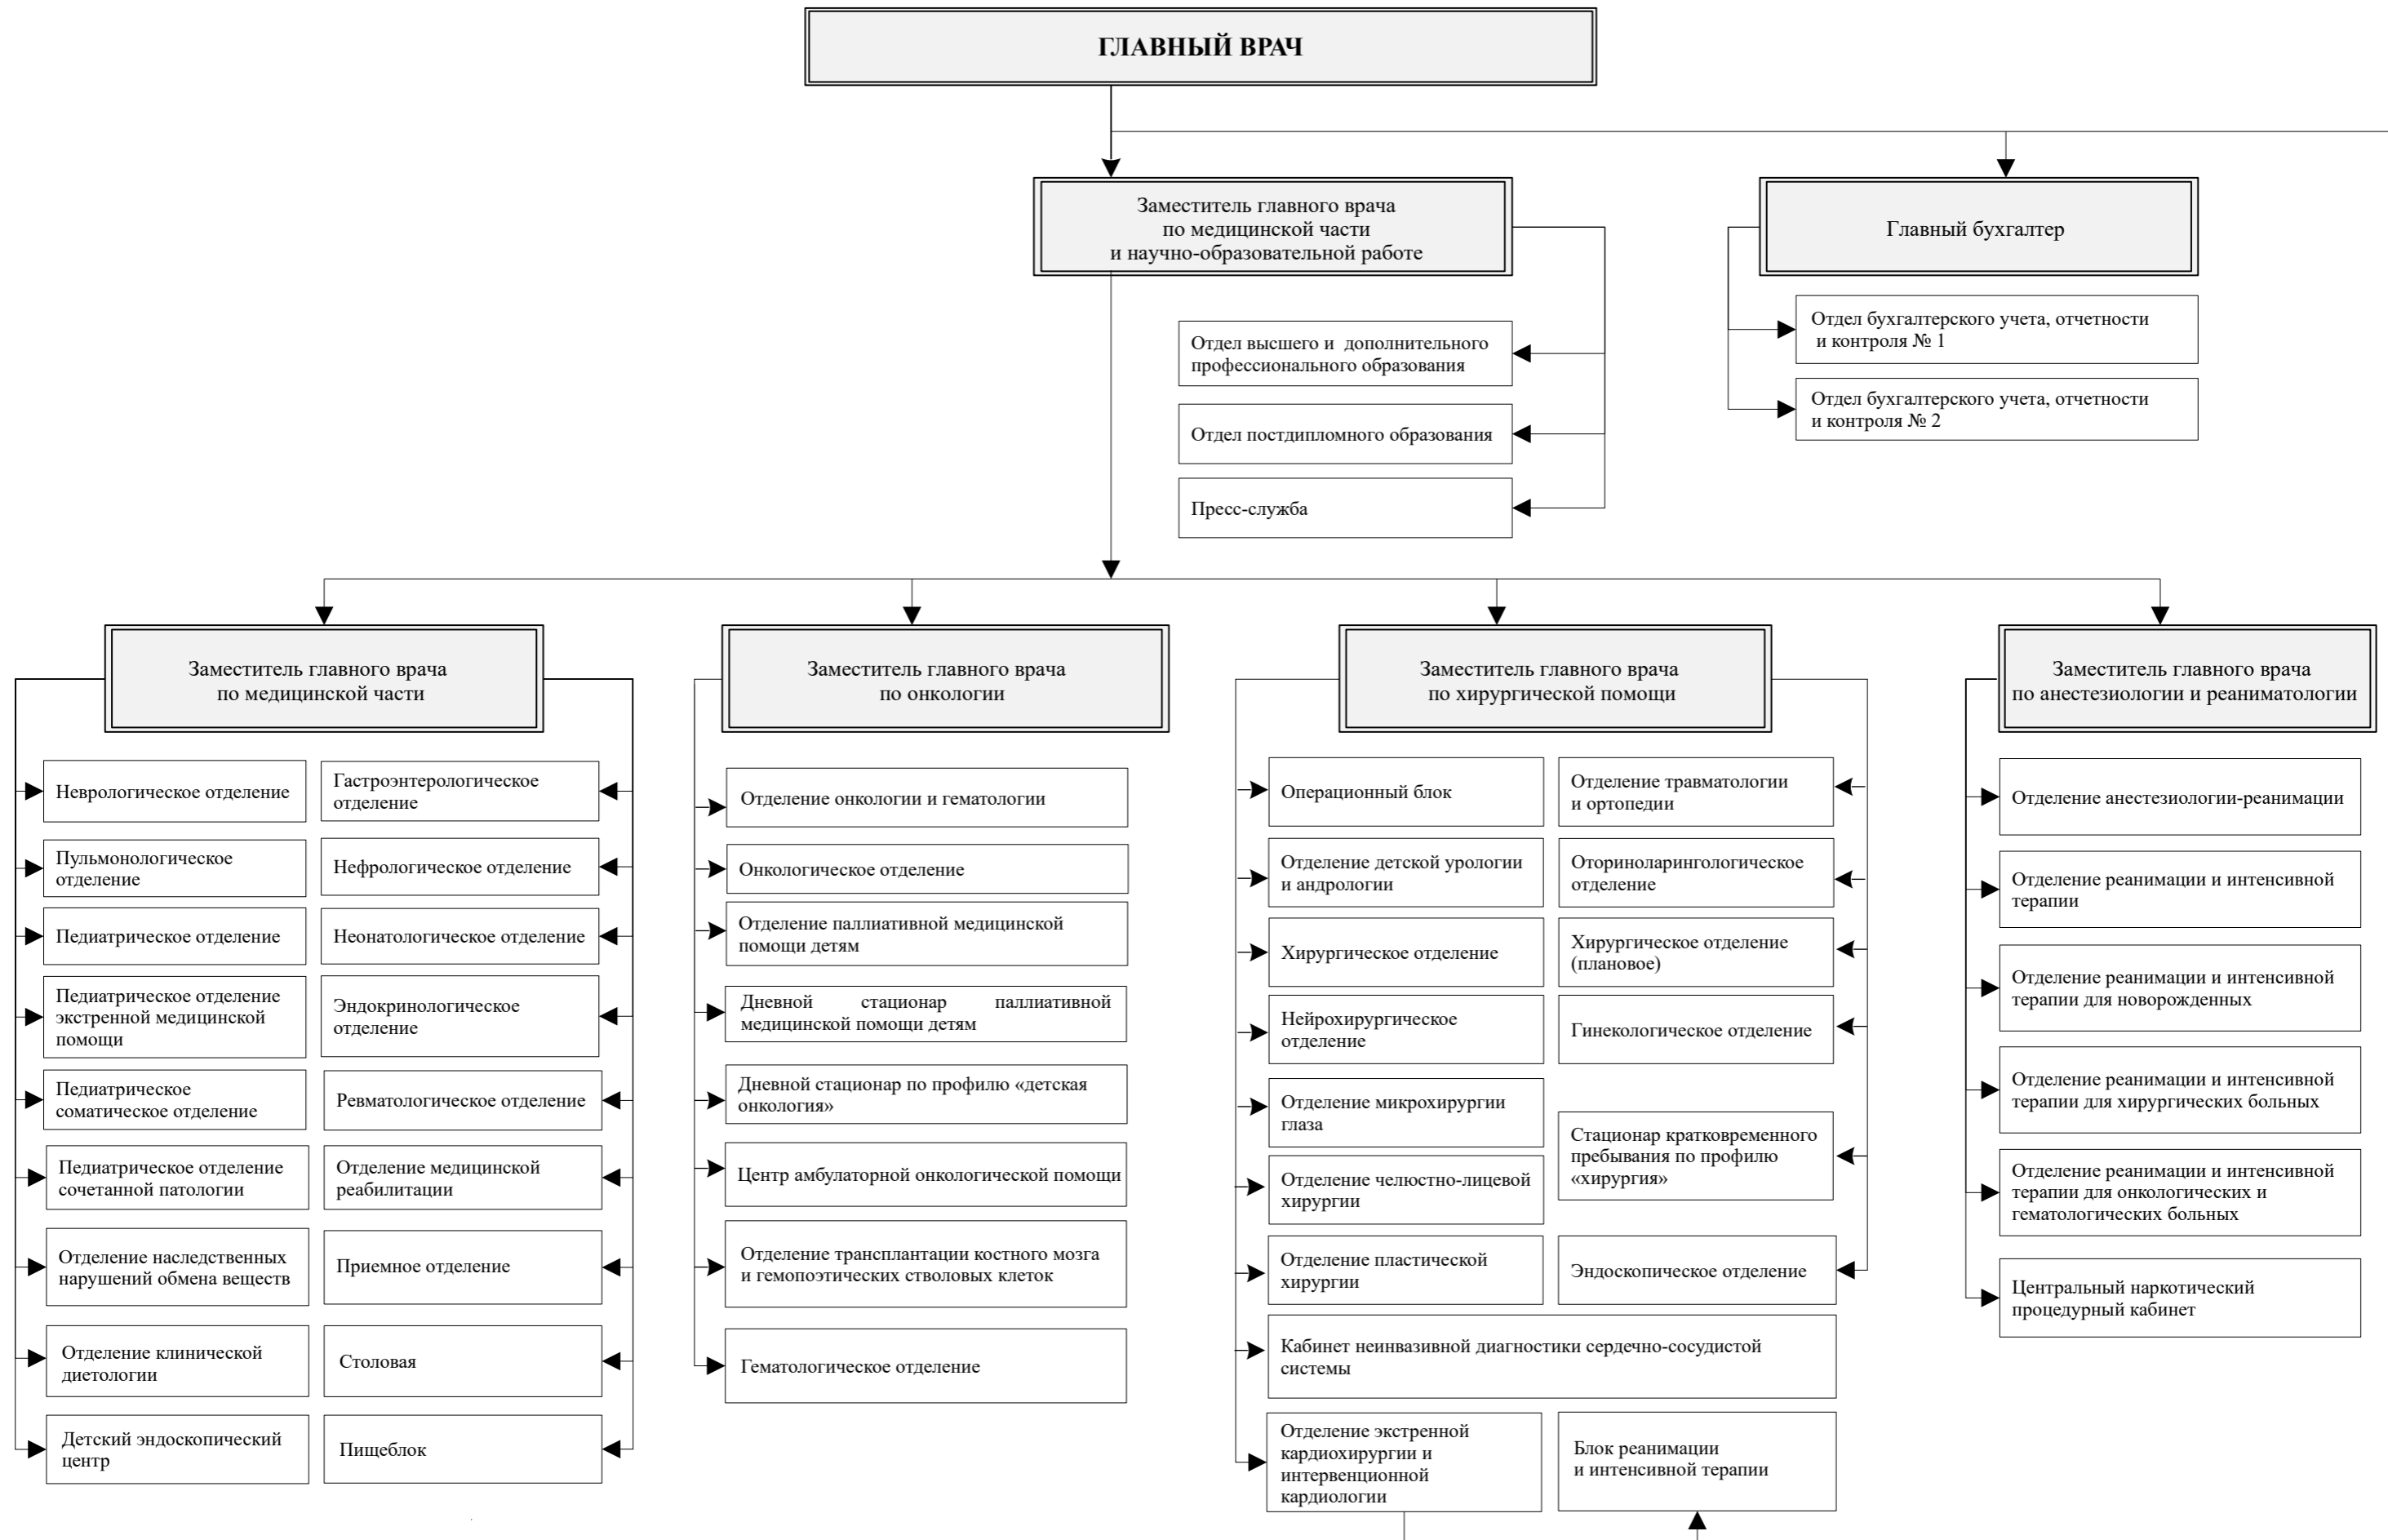 ГЛАВНЫЙ ВРАЧ
Заместитель главного врача
по медицинской части
и научно-образовательной работе
Главный бухгалтер
Отдел бухгалтерского учета, отчетности
и контроля № 1
Отдел бухгалтерского учета, отчетности
и контроля № 2
Отдел высшего и дополнительного
профессионального образования
Отдел постдипломного образования
Пресс-служба
Заместитель главного врача
по медицинской части
Неврологическое отделение
Пульмонологическое
отделение
Педиатрическое отделение
Педиатрическое отделение
экстренной медицинской
помощи
Педиатрическое
соматическое отделение
Педиатрическое отделение
сочетанной патологии
Отделение наследственных
нарушений обмена веществ
Отделение клинической
диетологии
Детский эндоскопический
центр
Гастроэнтерологическое
отделение
Нефрологическое отделение
Неонатологическое отделение
Эндокринологическое
отделение
Ревматологическое отделение
Отделение медицинской
реабилитации
Приемное отделение
Столовая
Пищеблок
Заместитель главного врача
по онкологии
Отделение онкологии и гематологии
Онкологическое отделение
Отделение паллиативной медицинской
помощи детям
Дневной стационар паллиативной
медицинской помощи детям
Дневной стационар по профилю «детская
онкология»
Центр амбулаторной онкологической помощи
Отделение трансплантации костного мозга
и гемопоэтических стволовых клеток
Гематологическое отделение
Заместитель главного врача
по хирургической помощи
Операционный блок
Отделение детской урологии
и андрологии
Хирургическое отделение
Нейрохирургическое
отделение
Отделение микрохирургии
глаза
Отделение челюстно-лицевой
хирургии
Отделение пластической
хирургии
Отделение травматологии
и ортопедии
Оториноларингологическое
отделение
Хирургическое отделение
(плановое)
Гинекологическое отделение
Стационар кратковременного
пребывания по профилю
«хирургия»
Эндоскопическое отделение
Кабинет неинвазивной диагностики сердечно-сосудистой
системы
Отделение экстренной
кардиохирургии и
интервенционной
кардиологии
Блок реанимации
и интенсивной терапии
Заместитель главного врача
по анестезиологии и реаниматологии
Отделение анестезиологии-реанимации
Отделение реанимации и интенсивной
терапии
Отделение реанимации и интенсивной
терапии для новорожденных
Отделение реанимации и интенсивной
терапии для хирургических больных
Отделение реанимации и интенсивной
терапии для онкологических и
гематологических больных
Центральный наркотический
процедурный кабинет